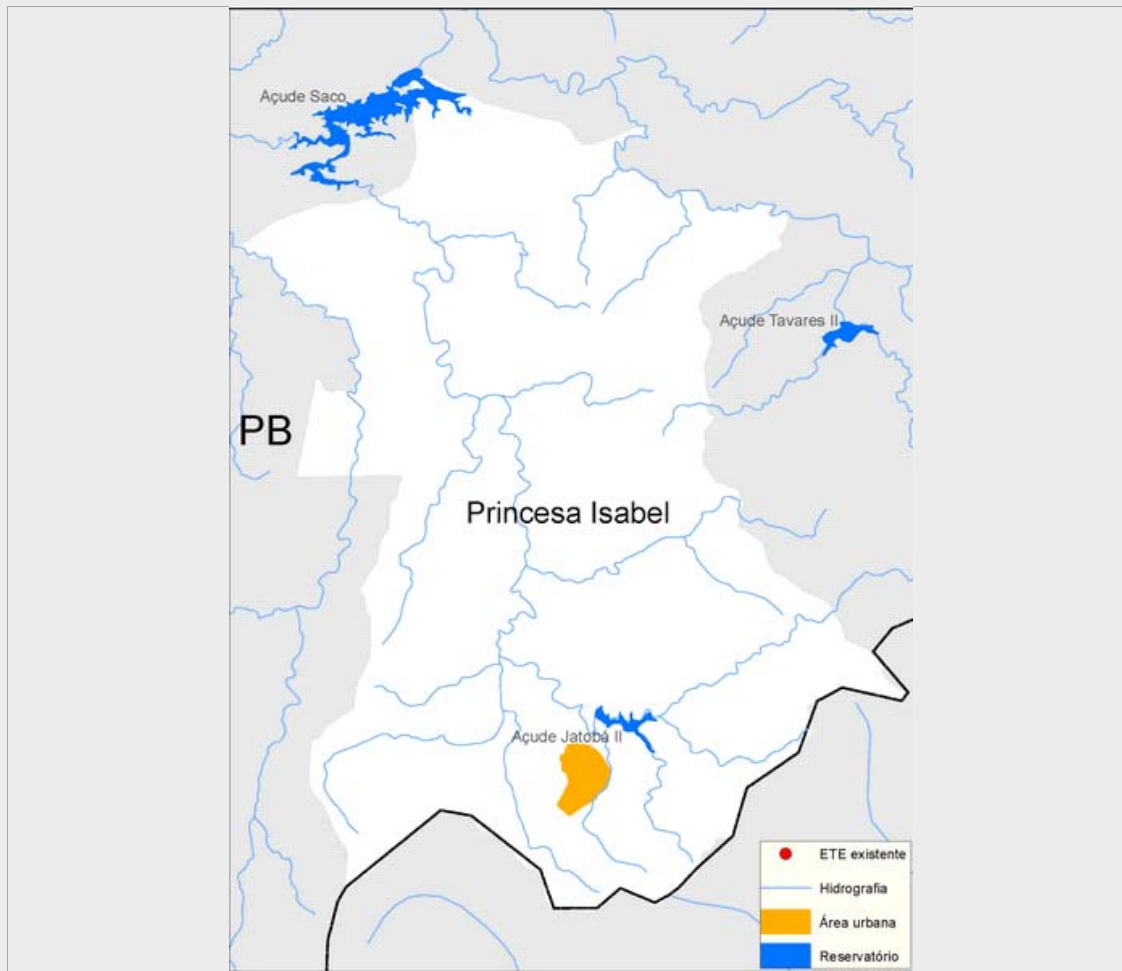 Açude Saco
Açude Tavares II
PB
Princesa Isabel
Açude Jatobá II
ETE existente
Hidrografia
Área urbana
Reservatório